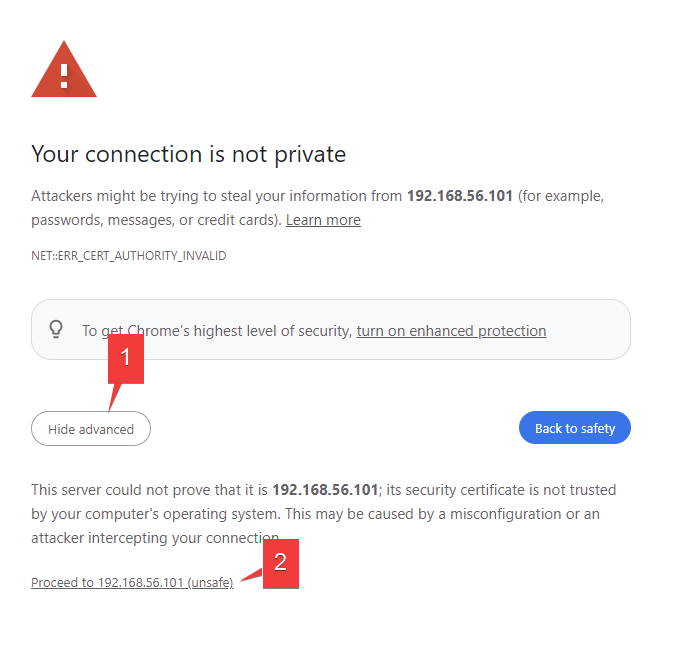 Your connection is not private
Attackers might be trying to steal your information from 192.168.56.101 (for example,
passwords, messages, or credit cards). Learn more
NET::ERR_CERT_AUTHORITY_INVALID
To get Chrome's highest level of security, turn on enhanced protection
1
Hide advanced
Back to safety
This server could not prove that it is 192.168.56.101; its security certificate is not trusted
by your computer's operating system. This may be caused by a misconfiguration or an
attacker intercepting your connection.
2
Proceed to 192.168.56.101 (unsafe)